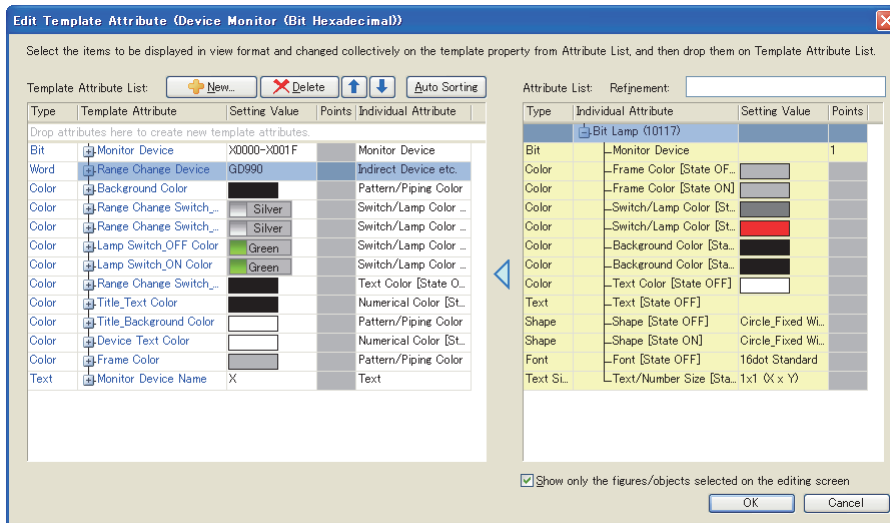 Edit Template Attribute (Device Monitor (Bit Hexadecimal))
Select the items to be displayed in view format and changed collectively on the template property from Attribute List, and then drop them on Template Attribute List.
Template Attribute List: New... Delete Auto Sorting Attribute List: Refinement:
Type Template Attribute Setting Value Points Individual Attribute
Drop attributes here to create new template attributes.
Bit Monitor Device X0000-X001F Monitor Device
Word Range Change Device GD990 Indirect Device etc.
Color Background Color Pattern/Piping Color
Color Range Change Switch_... Silver Switch/Lamp Color ...
Color Range Change Switch_... Silver Switch/Lamp Color ...
Color Lamp Switch_OFF Color Green Switch/Lamp Color ...
Color Lamp Switch_ON Color Green Switch/Lamp Color ...
Color Range Change Switch_... Text Color [State O...
Color Title_Text Color Numerical Color [St...
Color Title_Background Color Pattern/Piping Color
Color Device Text Color Numerical Color [St...
Color Frame Color Pattern/Piping Color
Text Monitor Device Name X Text
Type Individual Attribute Setting Value Points
Bit Lamp (10117)
Bit Monitor Device 1
Color Frame Color [State OF...
Color Frame Color [State ON]
Color Switch/Lamp Color [St...
Color Switch/Lamp Color [St...
Color Background Color [Sta...
Color Background Color [Sta...
Color Text Color [State OFF]
Text Text [State OFF]
Shape Shape [State OFF] Circle_Fixed Wi...
Shape Shape [State ON] Circle_Fixed Wi...
Font Font [State OFF] 16dot Standard
Text Si... Text/Number Size [Sta... 1x1 (X x Y)
Show only the figures/objects selected on the editing screen
OK Cancel